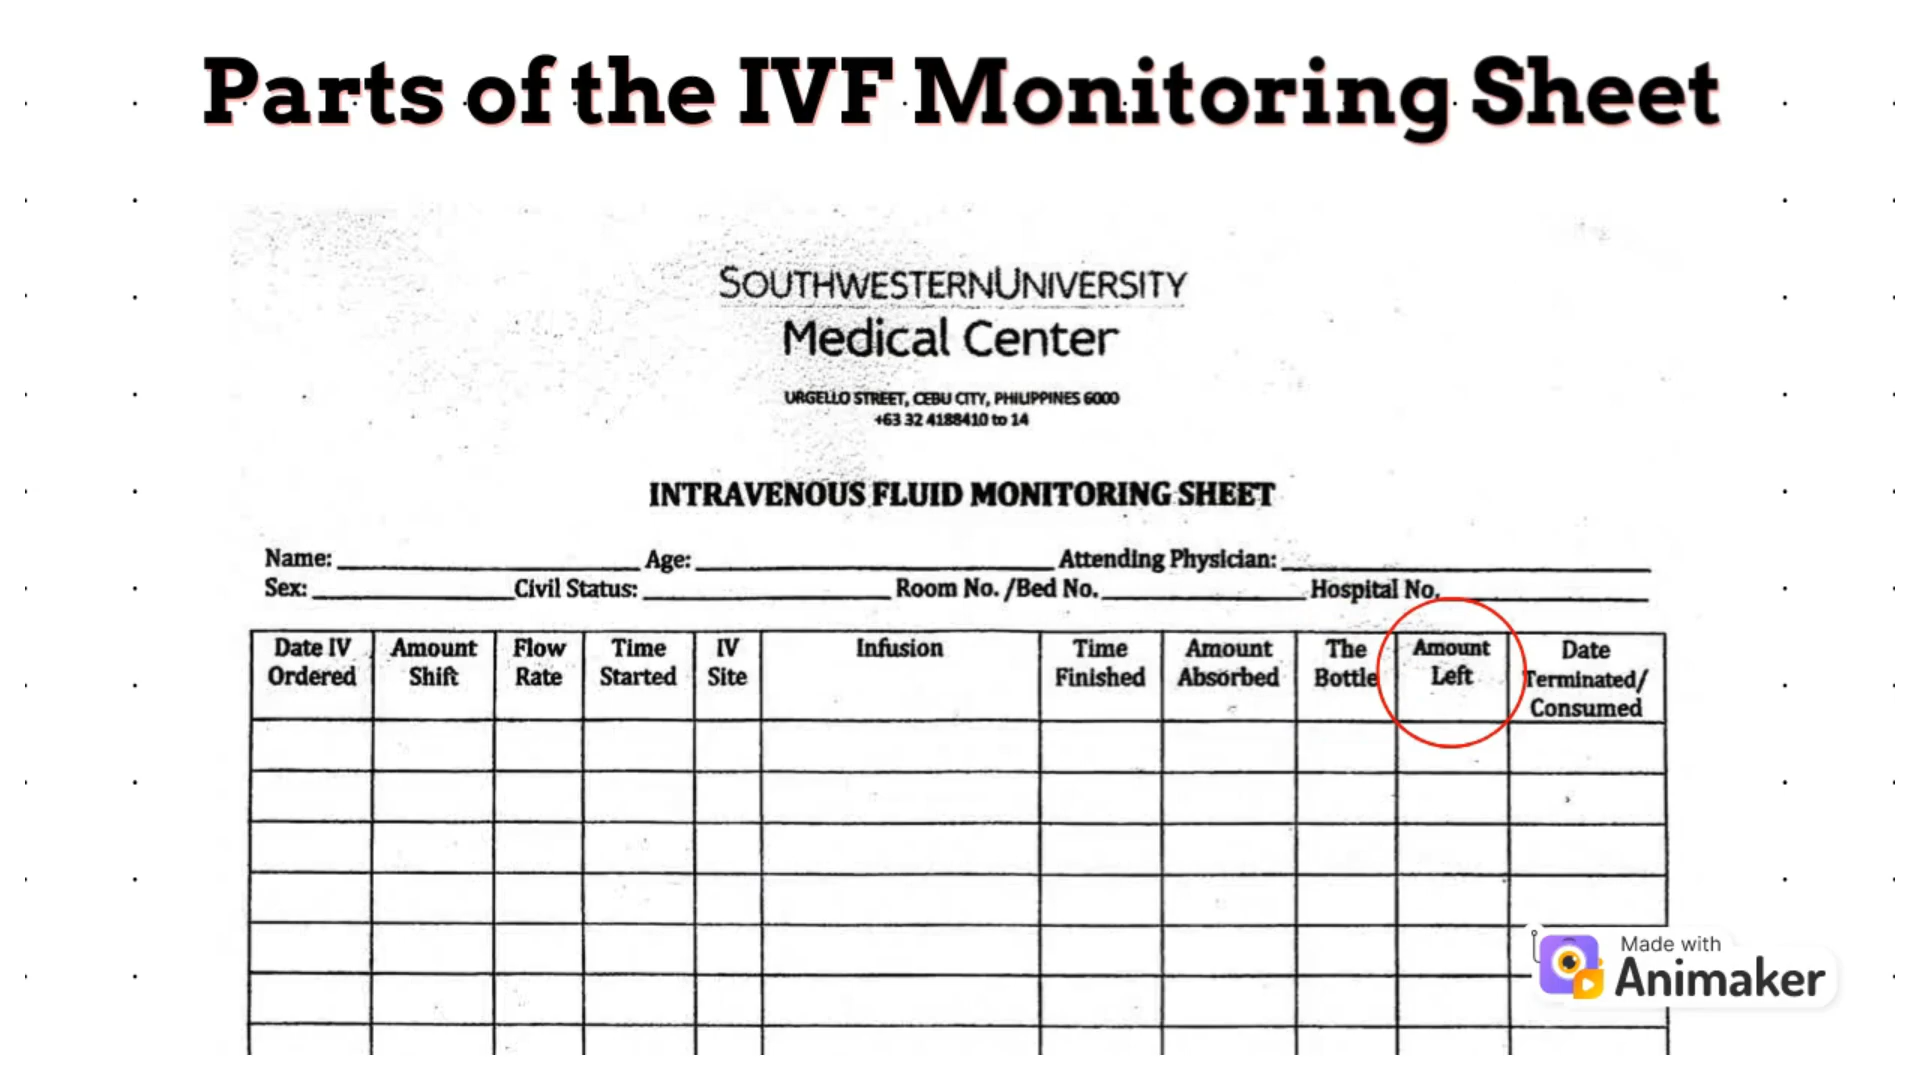 Parts of the IVF Monitoring Sheet
SOUTHWESTERNUNIVERSITY
Medical Center
URGELLO STREET, CEBU CITY, PHILIPPINES 6000
+63 32 4188410 to 14
INTRAVENOUS FLUID MONITORING SHEET
Name: Age: Attending Physician:
Sex: Civil Status: Room No. /Bed No. Hospital No.
Date IV Ordered
Amount Shift
Flow Rate
Time Started
IV Site
Infusion
Time Finished
Amount Absorbed
The Bottle
Amount Left
Date Terminated/ Consumed
Made with
Animaker